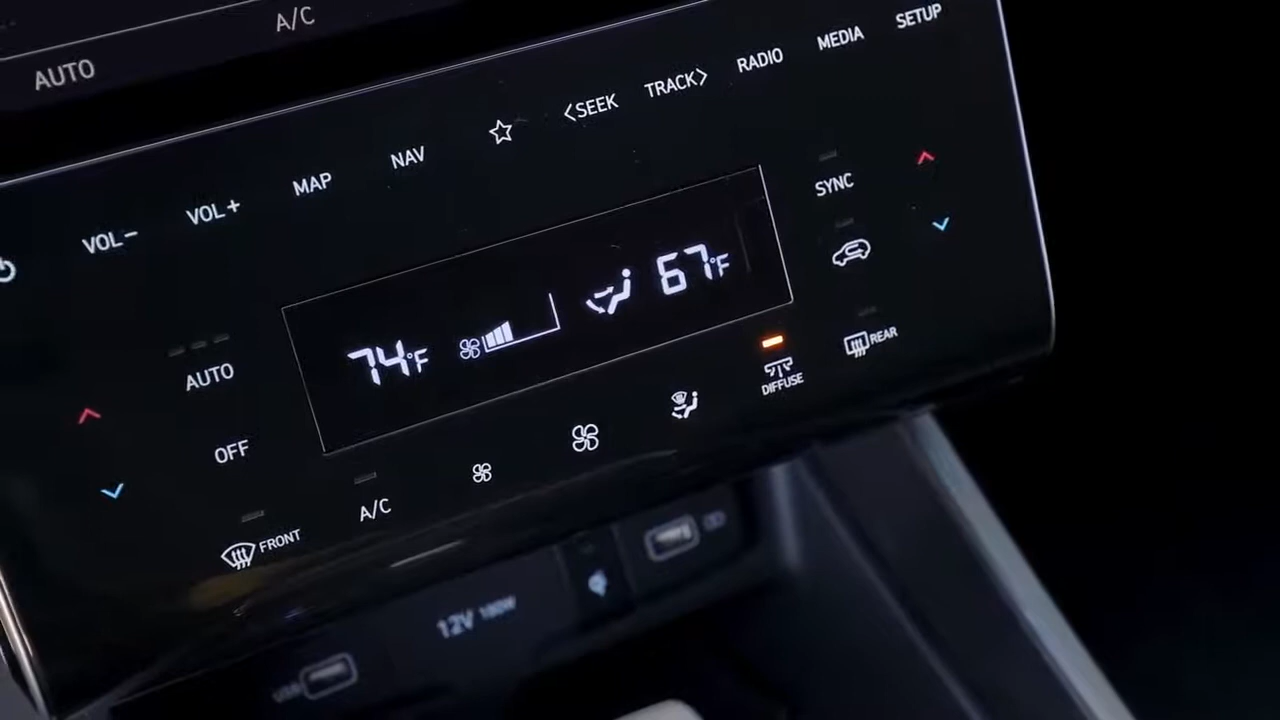 A/C
AUTO
VOL-
VOL+
MAP
NAV
<SEEK
TRACK>
RADIO
MEDIA
SETUP
SYNC
74°F
67°F
AUTO
OFF
FRONT
A/C
DIFFUSE
REAR
12V 180W